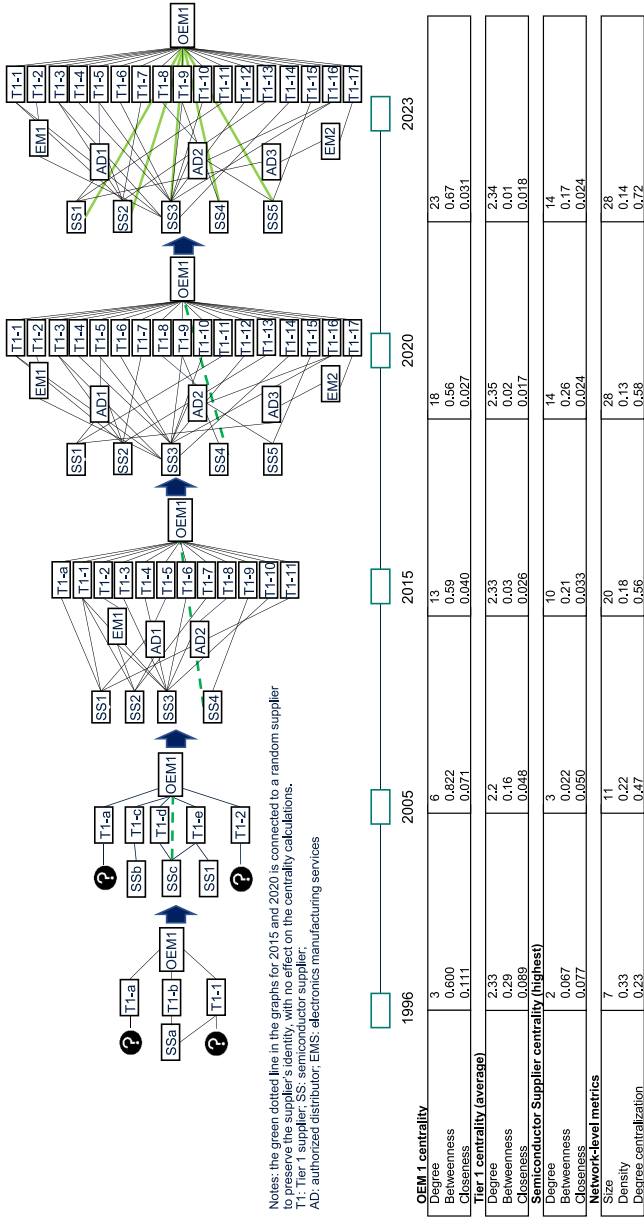 ?
T1-a
SSa
T1-b
OEM1
?
T1-1
?
T1-a
SSb
T1-c
SSc
T1-d
OEM1
SS1
T1-e
?
T1-2
SS1
SS2
SS3
SS4
EM1
AD1
AD2
T1-a
T1-1
T1-2
T1-3
T1-4
T1-5
T1-6
T1-7
T1-8
T1-9
T1-10
T1-11
OEM1
SS1
SS2
SS3
SS4
SS5
EM1
AD1
AD2
AD3
EM2
T1-1
T1-2
T1-3
T1-4
T1-5
T1-6
T1-7
T1-8
T1-9
T1-10
T1-11
T1-12
T1-13
T1-14
T1-15
T1-16
T1-17
OEM1
SS1
SS2
SS3
SS4
SS5
EM1
AD1
AD2
AD3
EM2
T1-1
T1-2
T1-3
T1-4
T1-5
T1-6
T1-7
T1-8
T1-9
T1-10
T1-11
T1-12
T1-13
T1-14
T1-15
T1-16
T1-17
OEM1
Notes: the green dotted line in the graphs for 2015 and 2020 is connected to a random supplier
to preserve the supplier's identity, with no effect on the centrality calculations.
T1: Tier 1 supplier; SS: semiconductor supplier;
AD: authorized distributor; EMS: electronics manufacturing services
1996 2005 2015 2020 2023
OEM 1 centrality
Degree 3 6 13 18 23
Betweenness 0.600 0.822 0.59 0.56 0.67
Closeness 0.111 0.071 0.040 0.027 0.031
Tier 1 centrality (average)
Degree 2.33 2.2 2.33 2.35 2.34
Betweenness 0.29 0.16 0.03 0.02 0.01
Closeness 0.089 0.048 0.026 0.017 0.018
Semiconductor Supplier centrality (highest)
Degree 2 3 10 14 14
Betweenness 0.067 0.022 0.21 0.26 0.17
Closeness 0.077 0.050 0.033 0.024 0.024
Network-level metrics
Size 7 11 20 28 28
Density 0.33 0.22 0.18 0.13 0.14
Degree centralization 0.23 0.47 0.56 0.58 0.72